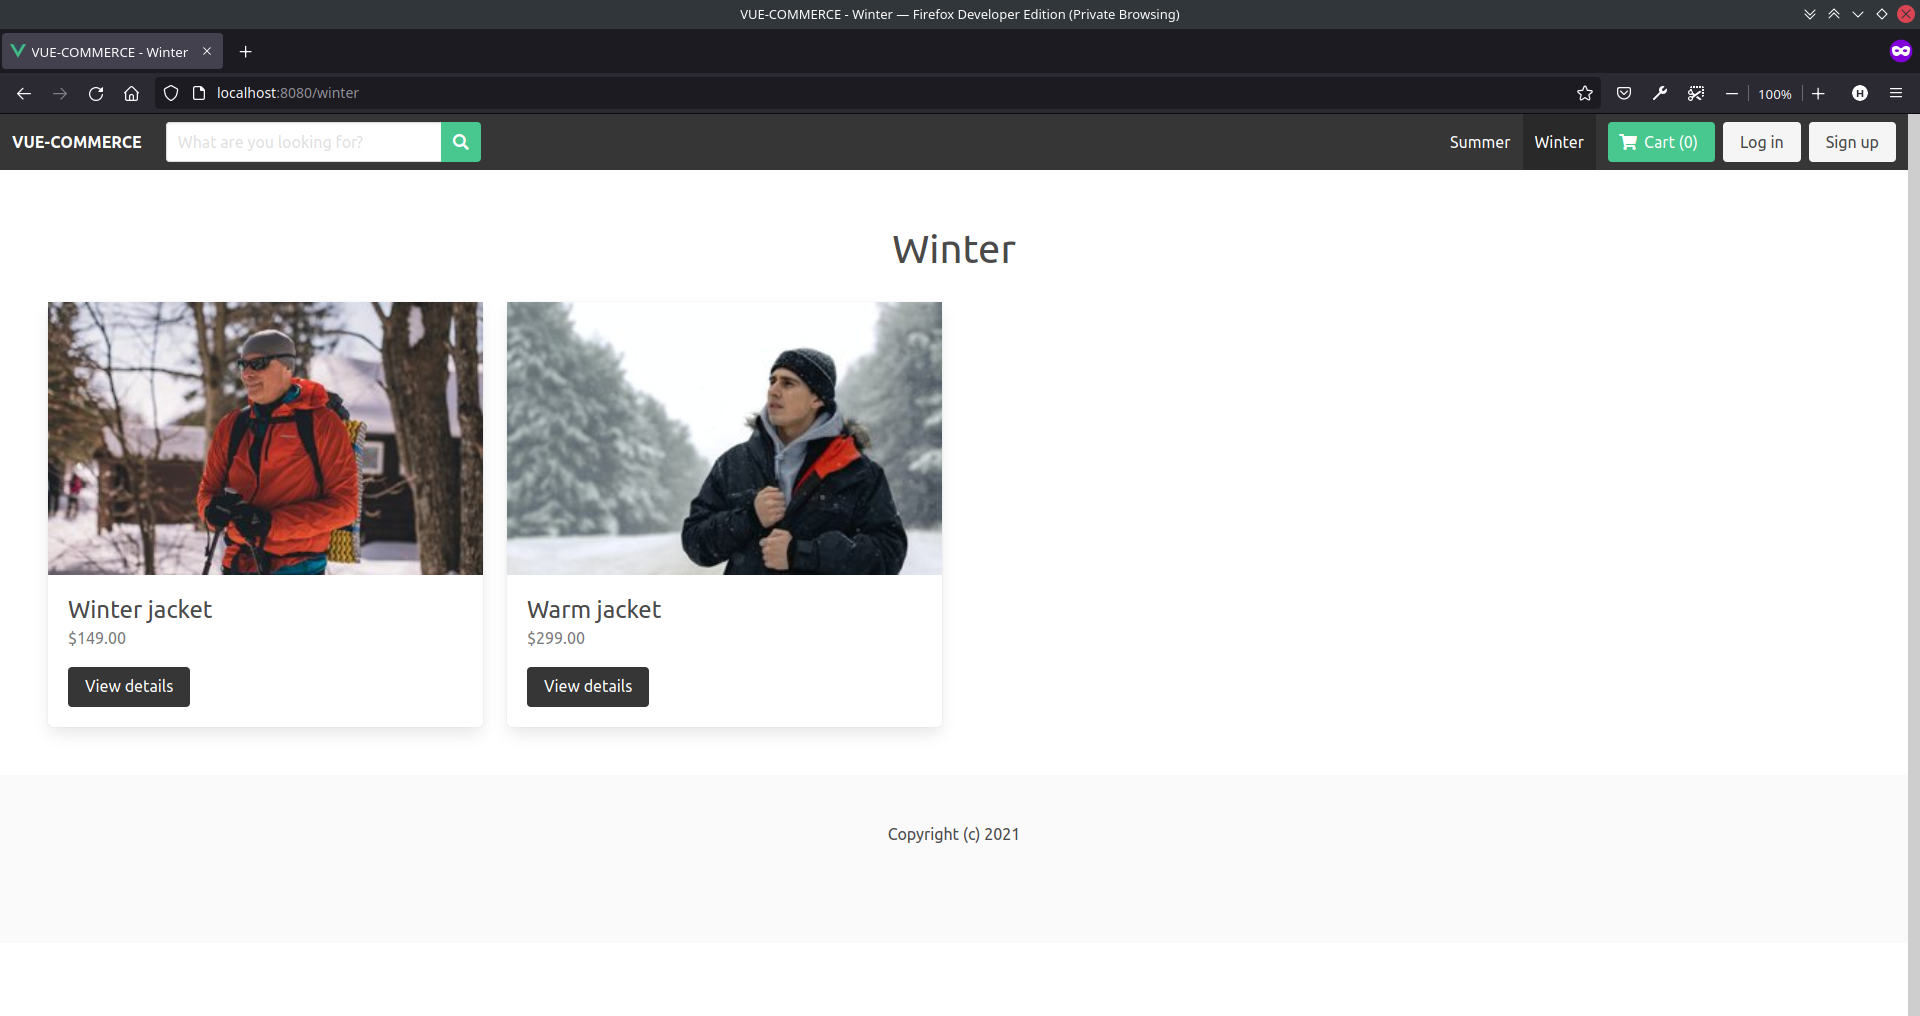 VUE-COMMERCE - Winter — Firefox Developer Edition (Private Browsing)
VUE-COMMERCE - Winter
localhost:8080/winter
100%
H
VUE-COMMERCE
What are you looking for?
Summer
Winter
Cart (0)
Log in
Sign up
Winter
Winter jacket
$149.00
View details
Warm jacket
$299.00
View details
Copyright (c) 2021